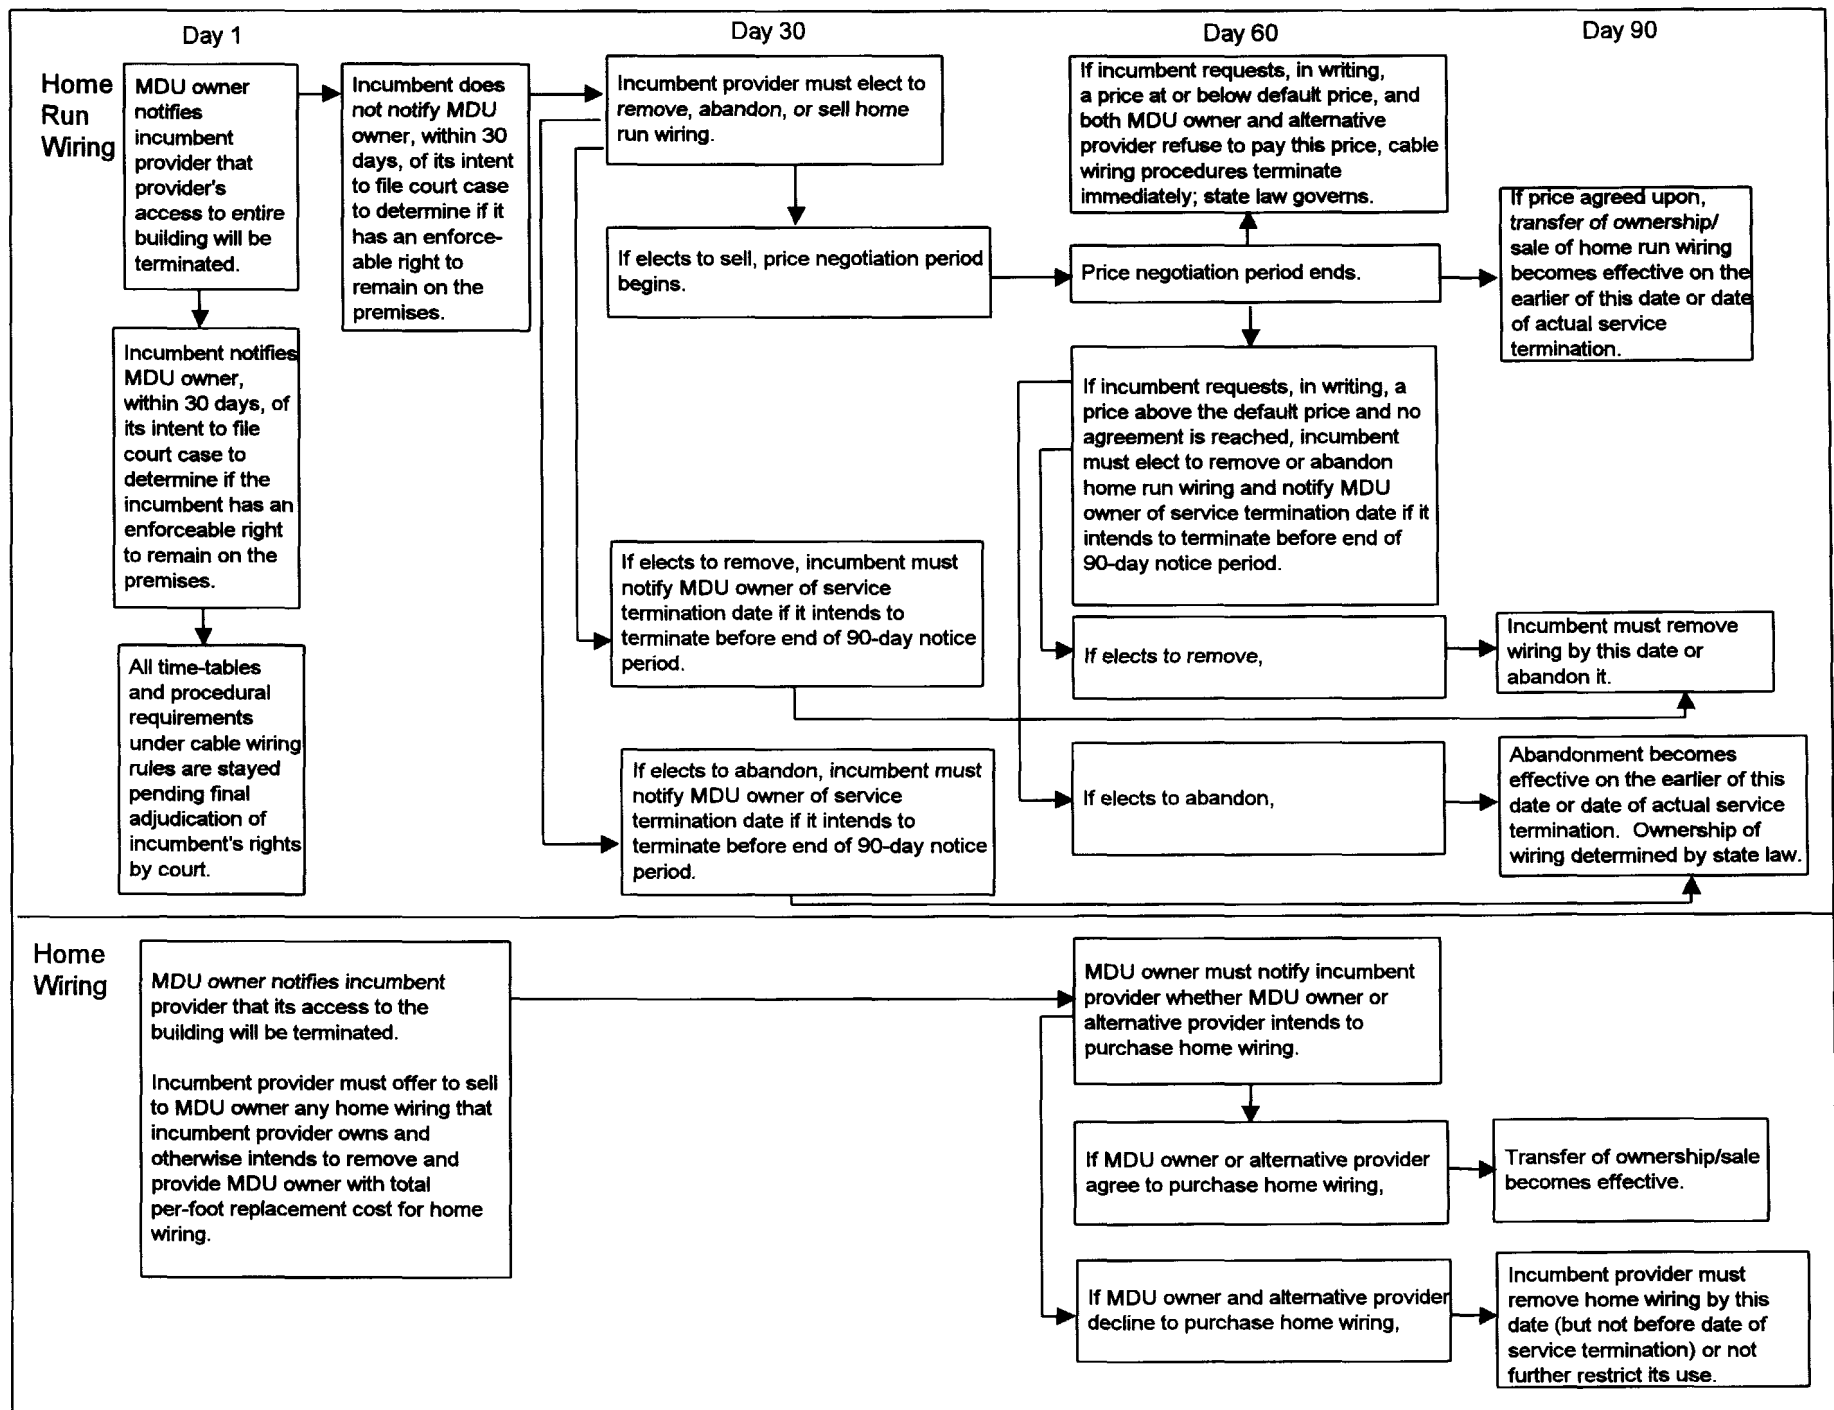 Day 1
Day 30
Day 60
Day 90
Home
Run
Wiring
MDU owner
notifies
incumbent
provider that
provider's
access to entire
building will be
terminated.
Incumbent does
not notify MDU
owner, within 30
days, of its intent
to file court case
to determine if it
has an enforce-
able right to
remain on the
premises.
Incumbent notifies
MDU owner,
within 30 days, of
its intent to file
court case to
determine if the
incumbent has an
enforceable right
to remain on the
premises.
All time-tables
and procedural
requirements
under cable wiring
rules are stayed
pending final
adjudication of
incumbent's rights
by court.
Incumbent provider must elect to
remove, abandon, or sell home
run wiring.
If elects to sell, price negotiation period
begins.
If elects to remove, incumbent must
notify MDU owner of service
termination date if it intends to
terminate before end of 90-day notice
period.
If elects to abandon, incumbent must
notify MDU owner of service
termination date if it intends to
terminate before end of 90-day notice
period.
If incumbent requests, in writing,
a price at or below default price, and
both MDU owner and alternative
provider refuse to pay this price, cable
wiring procedures terminate
immediately; state law governs.
Price negotiation period ends.
If incumbent requests, in writing, a
price above the default price and no
agreement is reached, incumbent
must elect to remove or abandon
home run wiring and notify MDU
owner of service termination date if it
intends to terminate before end of
90-day notice period.
If elects to remove,
If elects to abandon,
If price agreed upon,
transfer of ownership/
sale of home run wiring
becomes effective on the
earlier of this date or date
of actual service
termination.
Incumbent must remove
wiring by this date or
abandon it.
Abandonment becomes
effective on the earlier of this
date or date of actual service
termination. Ownership of
wiring determined by state law.
Home
Wiring
MDU owner notifies incumbent
provider that its access to the
building will be terminated.
Incumbent provider must offer to sell
to MDU owner any home wiring that
incumbent provider owns and
otherwise intends to remove and
provide MDU owner with total
per-foot replacement cost for home
wiring.
MDU owner must notify incumbent
provider whether MDU owner or
alternative provider intends to
purchase home wiring.
If MDU owner or alternative provider
agree to purchase home wiring,
If MDU owner and alternative provider
decline to purchase home wiring,
Transfer of ownership/sale
becomes effective.
Incumbent provider must
remove home wiring by this
date (but not before date of
service termination) or not
further restrict its use.